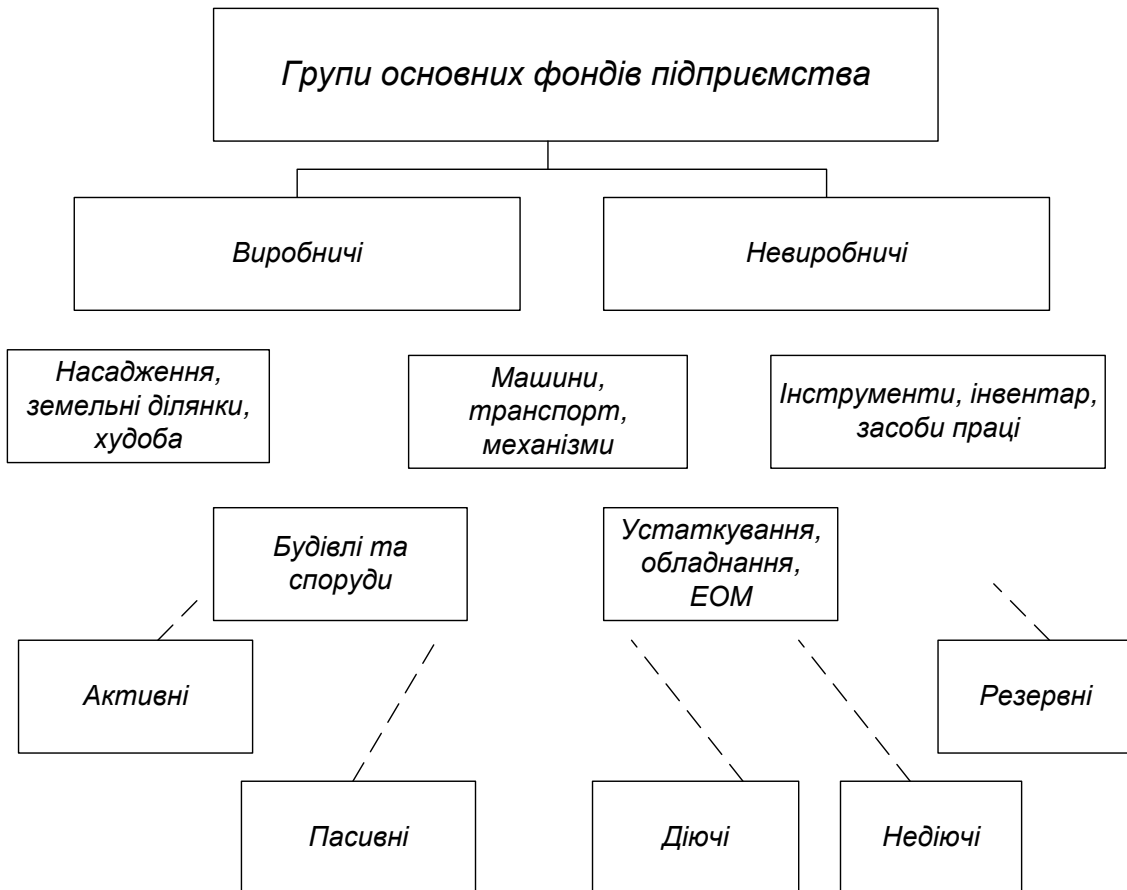 Групи основних фондів підприємства
Виробничі
Невиробничі
Насадження,
земельні ділянки,
худоба
Машини,
транспорт,
механізми
Інструменти, інвентар,
засоби праці
Будівлі та
споруди
Устаткування,
обладнання,
ЕОМ
Активні
Резервні
Пасивні
Діючі
Недіючі